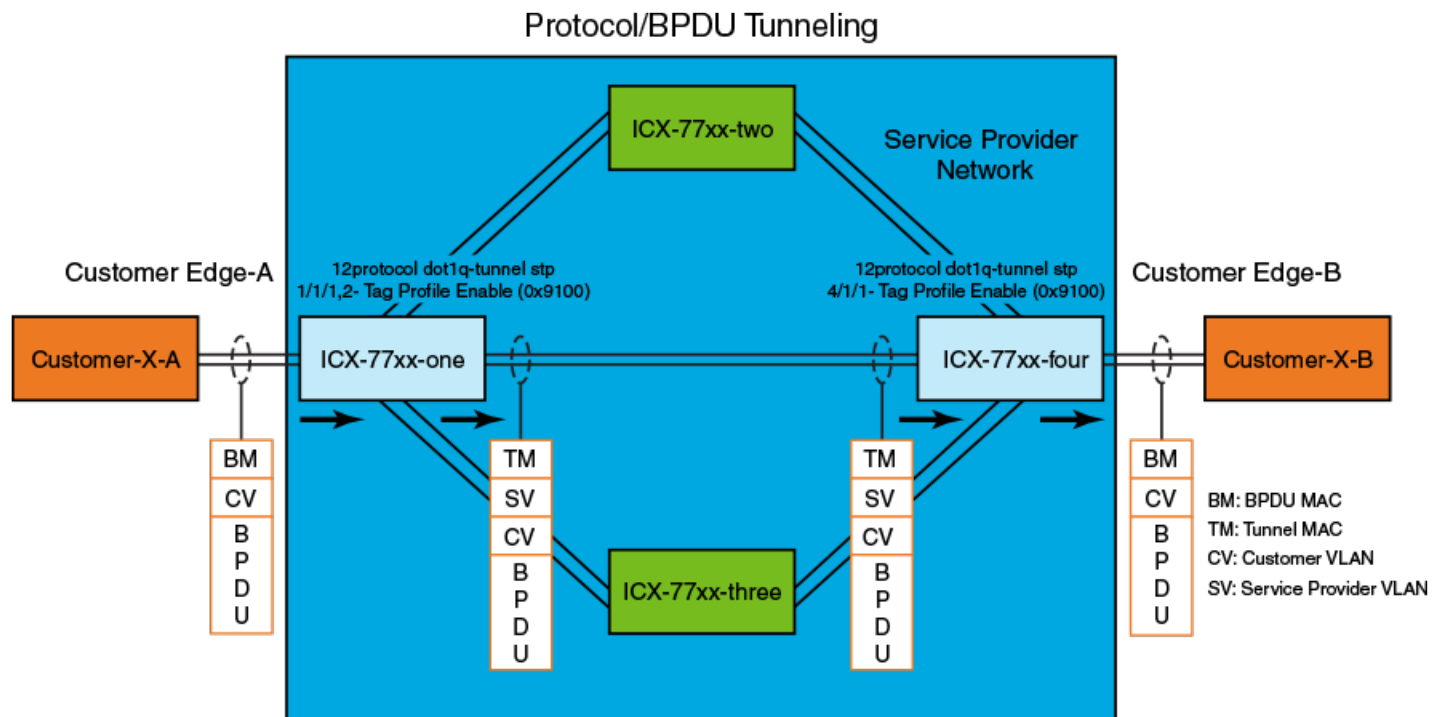 Protocol/BPDU Tunneling
ICX-77xx-two
Service Provider
Network
Customer Edge-A
12protocol dot1q-tunnel stp
1/1/1,2- Tag Profile Enable (0x9100)
12protocol dot1q-tunnel stp
4/1/1- Tag Profile Enable (0x9100)
Customer Edge-B
Customer-X-A
ICX-77xx-one
ICX-77xx-four
Customer-X-B
BM
CV
B
P
D
U
TM
SV
CV
B
P
D
U
ICX-77xx-three
TM
SV
CV
B
P
D
U
BM
CV
B
P
D
U
BM: BPDU MAC
TM: Tunnel MAC
CV: Customer VLAN
SV: Service Provider VLAN